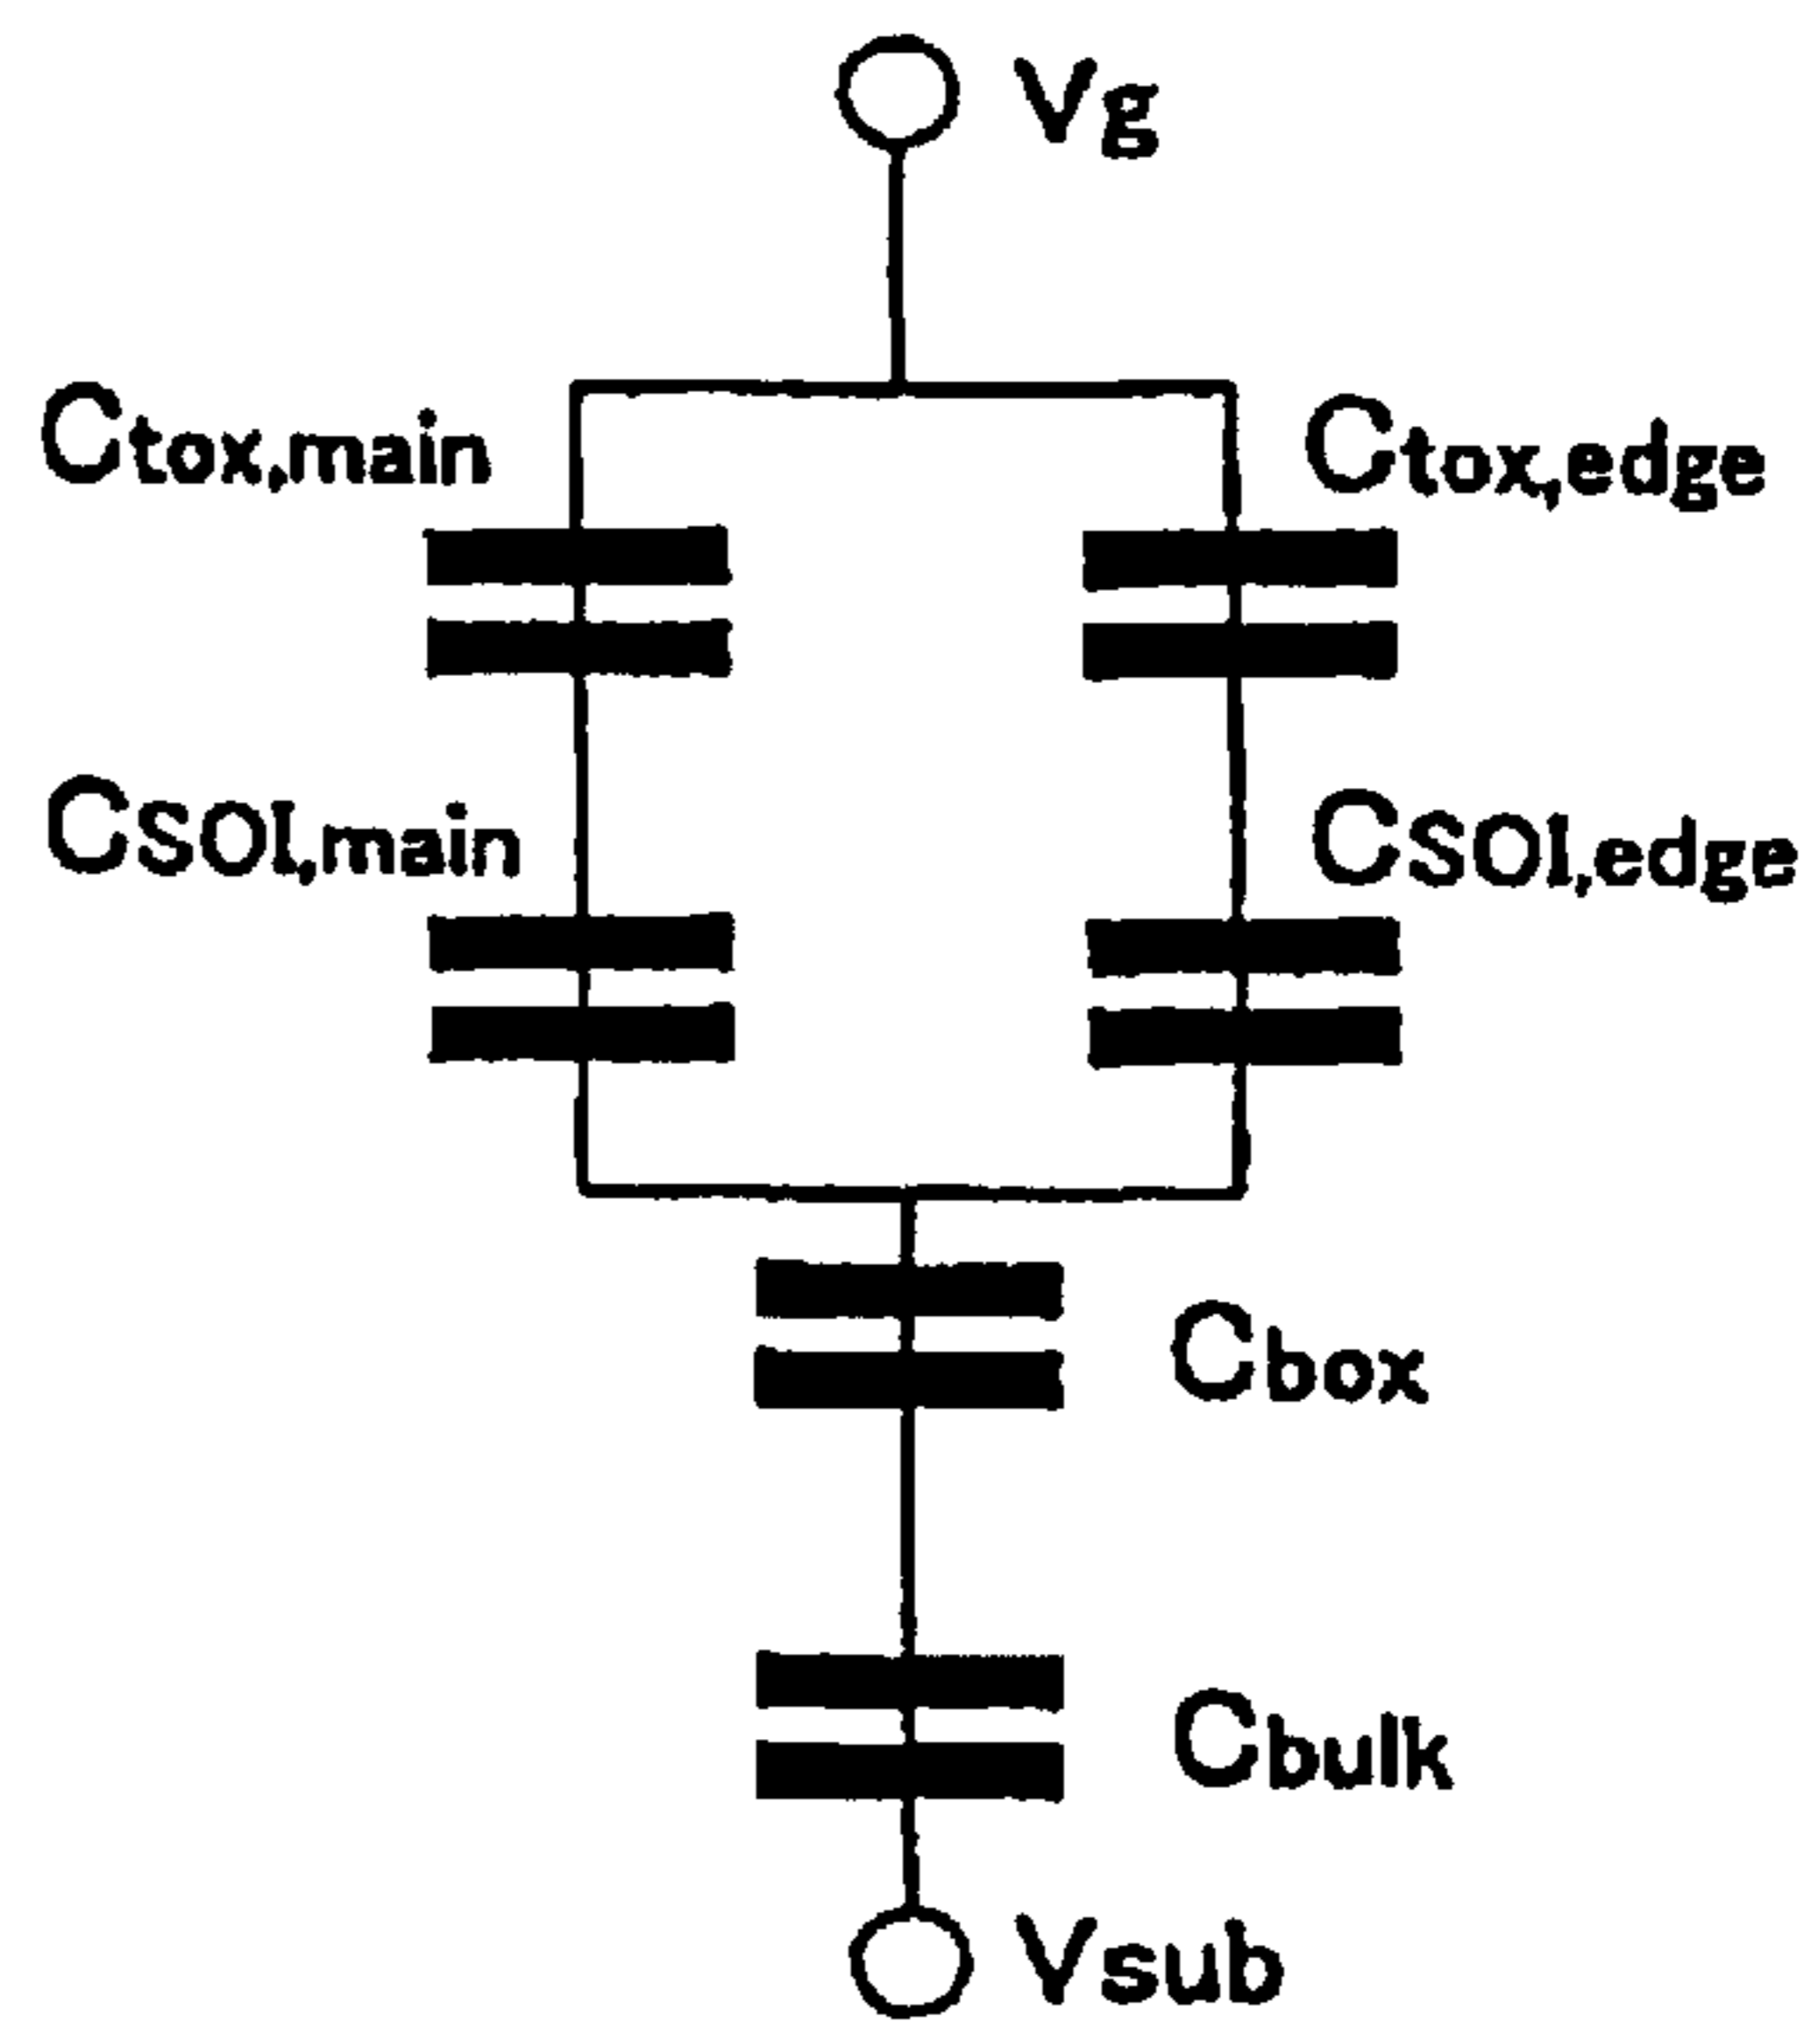 Vg
Ctox,main
Ctox,edge
CSOI,main
CSOI,edge
Cbox
Cbulk
Vsub